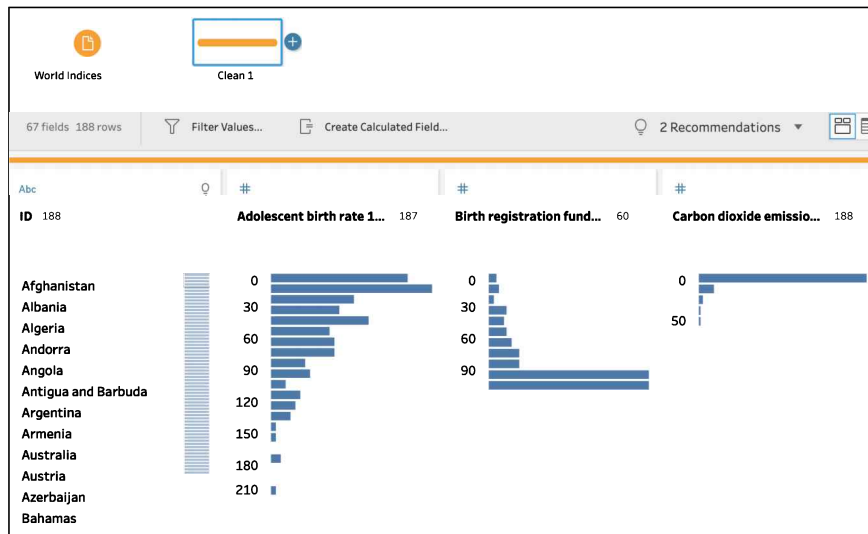 World Indices
Clean 1
67 fields 188 rows
Filter Values...
Create Calculated Field...
2 Recommendations
Abc
#
#
#
ID 188
Adolescent birth rate 1... 187
Birth registration fund... 60
Carbon dioxide emissio... 188
Afghanistan
Albania
Algeria
Andorra
Angola
Antigua and Barbuda
Argentina
Armenia
Australia
Austria
Azerbaijan
Bahamas
0
30
60
90
120
150
180
210
0
30
60
90
0
50